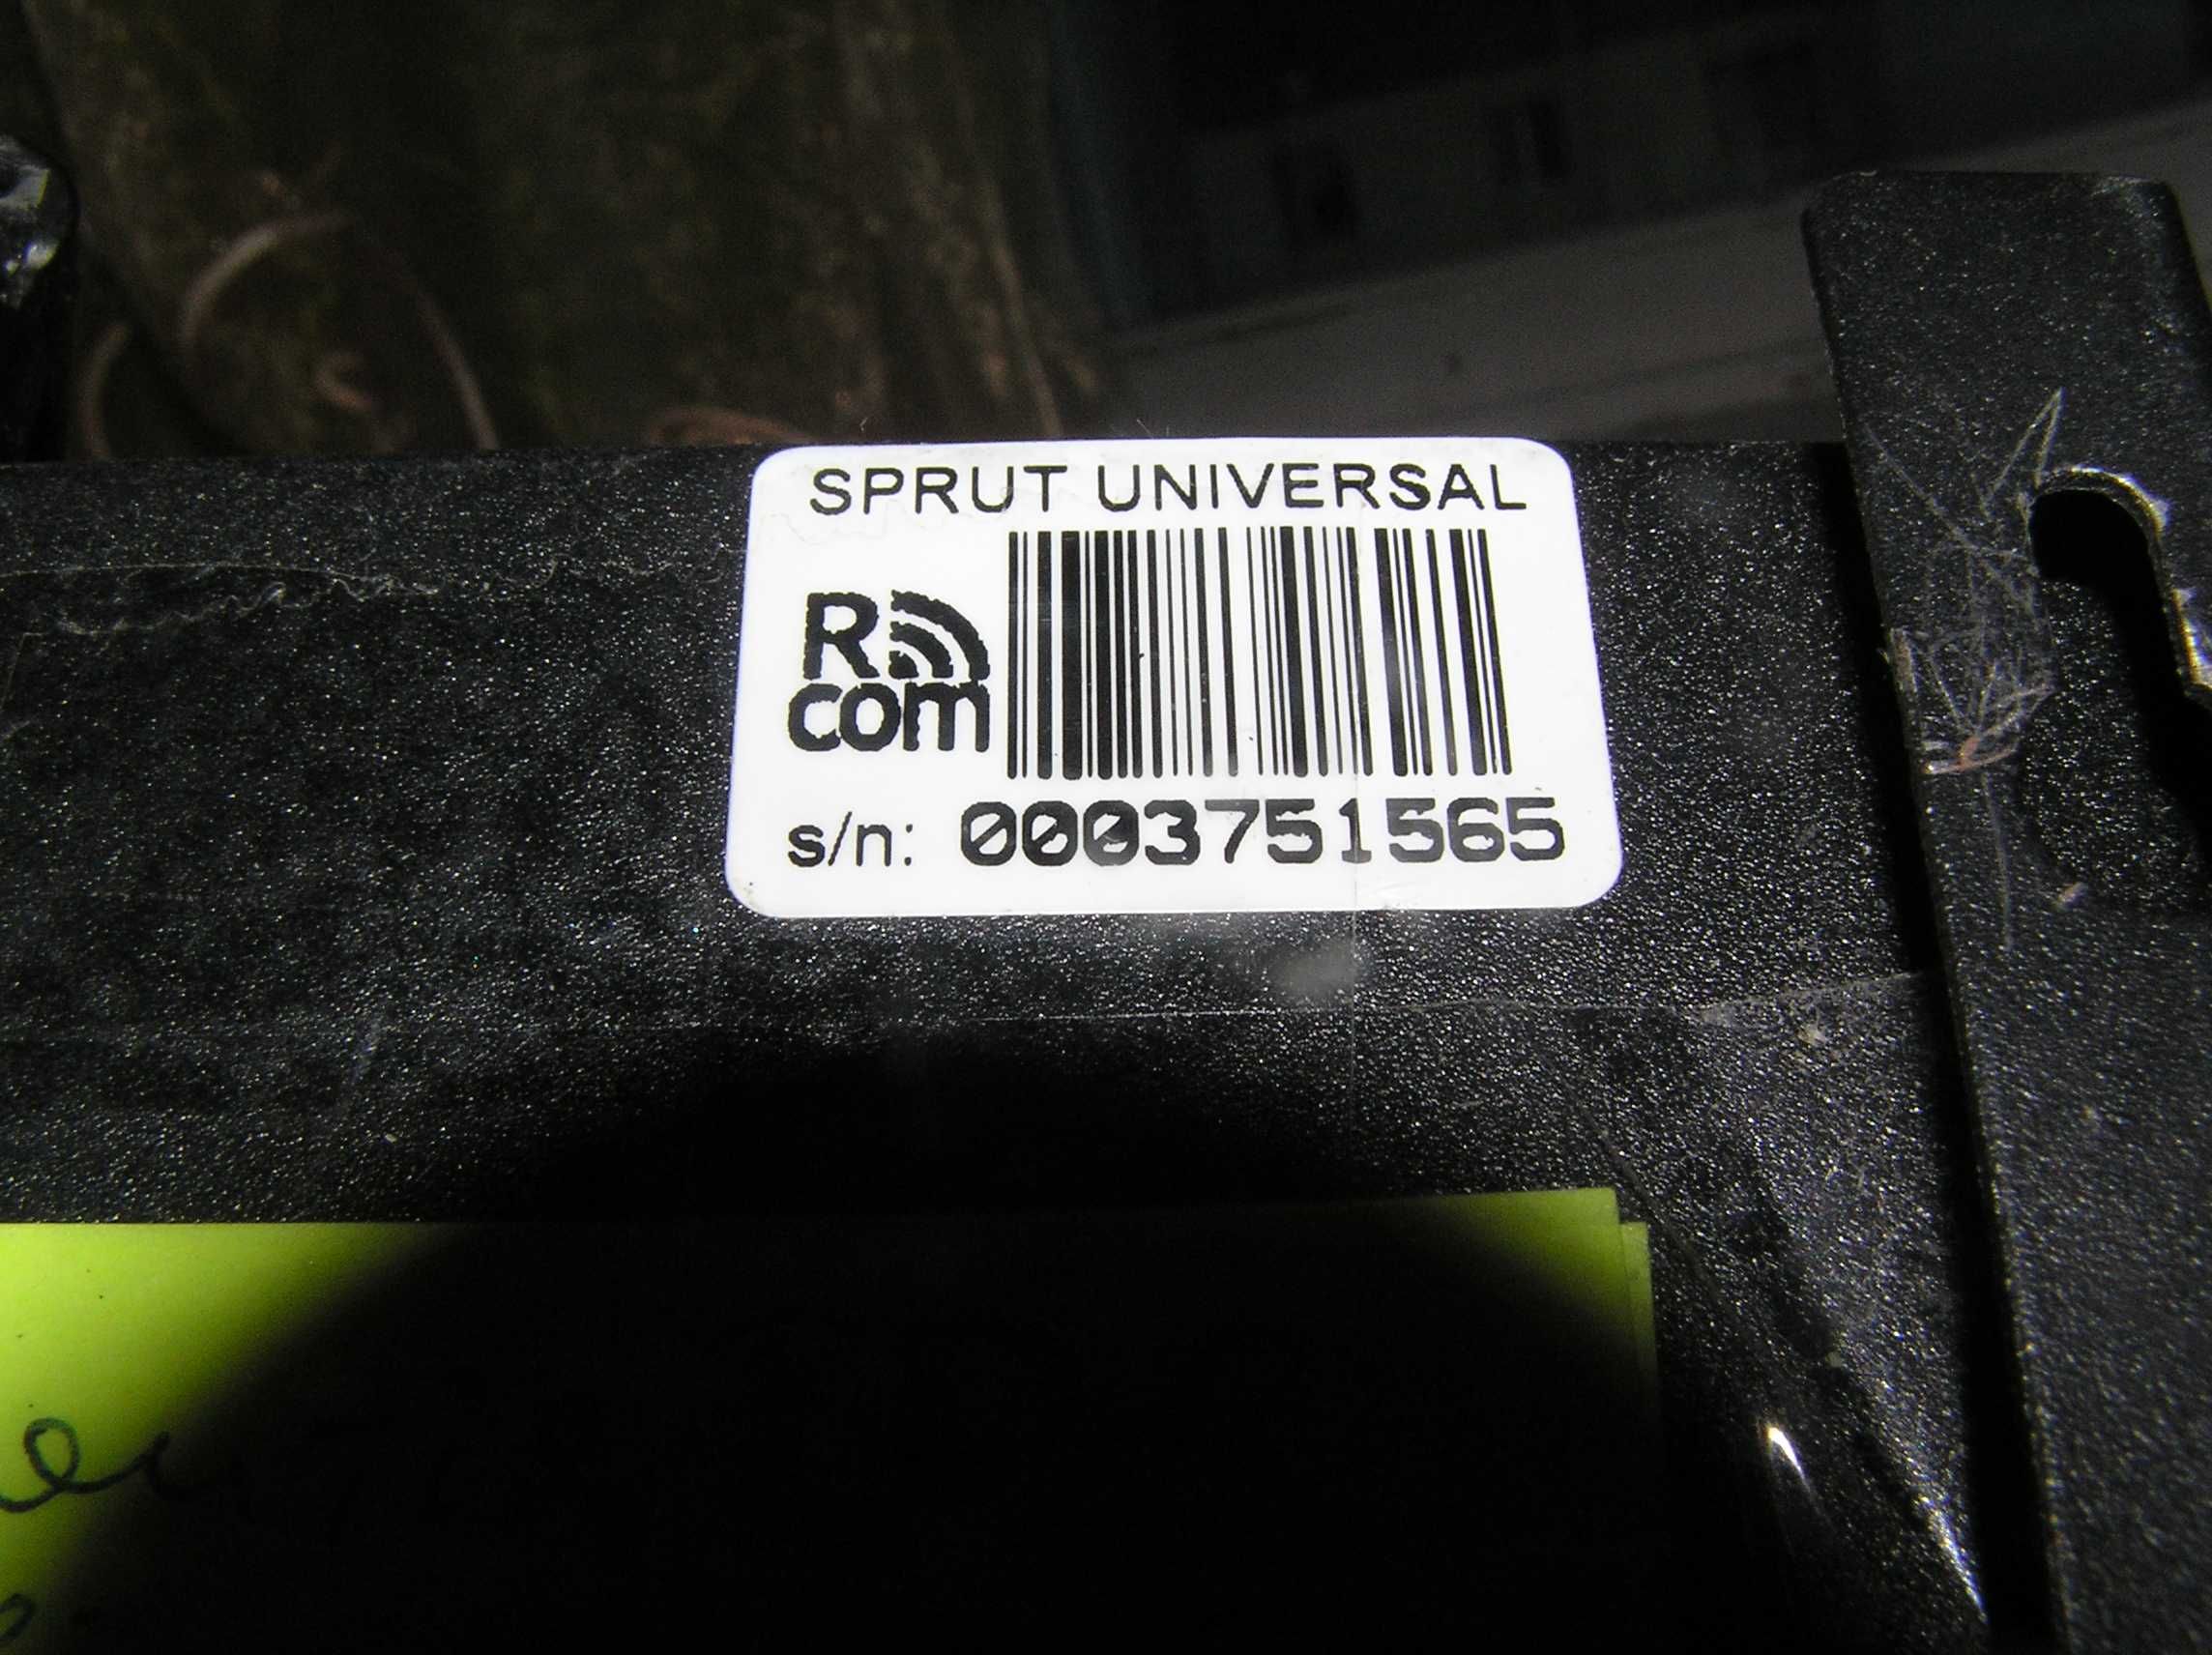 SPRUT UNIVERSAL
R
com
s/n: 0003751565